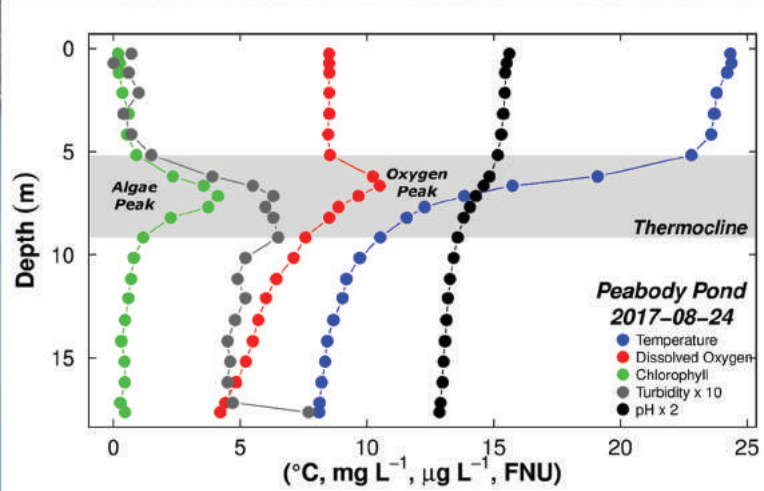 0
5
10
15
Depth (m)
Algae
Peak
Oxygen
Peak
Thermocline
Peabody Pond
2017−08−24
Temperature
Dissolved Oxygen
Chlorophyll
Turbidity x 10
pH x 2
0 5 10 15 20 25
(°C, mg L⁻¹, µg L⁻¹, FNU)